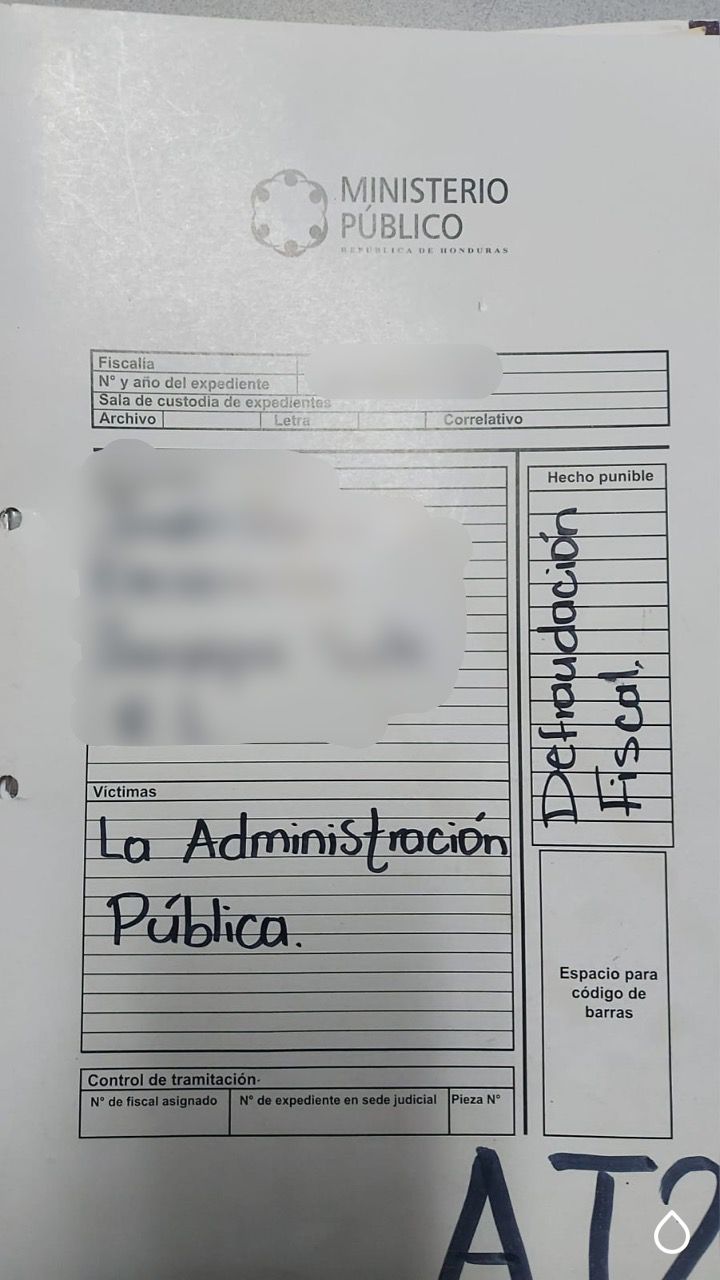 MINISTERIO
PÚBLICO
REPÚBLICA DE HONDURAS
Fiscalía
N° y año del expediente
Sala de custodia de expedientes
Archivo Letra Correlativo
Hecho punible
Defraudación
Fiscal.
Víctimas
La Administración
Pública.
Espacio para
código de
barras
Control de tramitación
N° de fiscal asignado N° de expediente en sede judicial Pieza N°
AT2